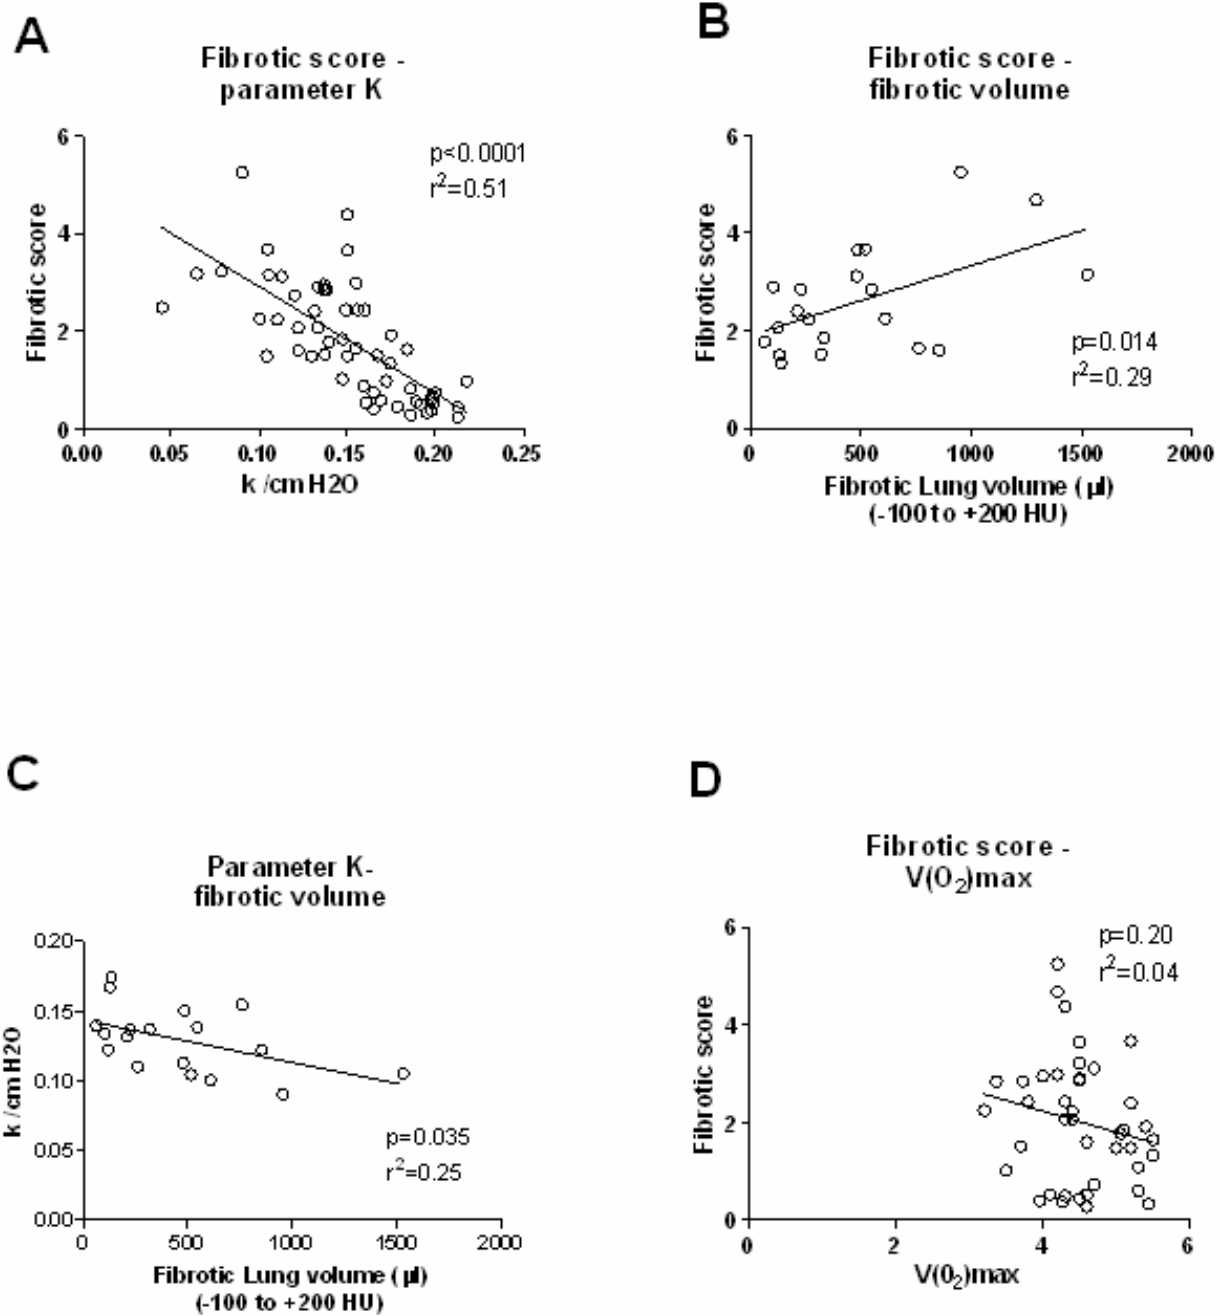 A
Fibrotic score -
parameter K
p<0.0001
r2=0.51
6
4
2
0
Fibrotic score
0.00 0.05 0.10 0.15 0.20 0.25
k /cmH2O
B
Fibrotic score -
fibrotic volume
6
4
2
0
Fibrotic score
p=0.014
r2=0.29
0 500 1000 1500 2000
Fibrotic Lung volume ( µl)
(-100 to +200 HU)
C
Parameter K-
fibrotic volume
0.20
0.15
0.10
0.05
0.00
k /cmH2O
p=0.035
r2=0.25
0 500 1000 1500 2000
Fibrotic Lung volume ( µl)
(-100 to +200 HU)
D
Fibrotic score -
V(O2)max
p=0.20
r2=0.04
6
4
2
0
Fibrotic score
0 2 4 6
V(02)max